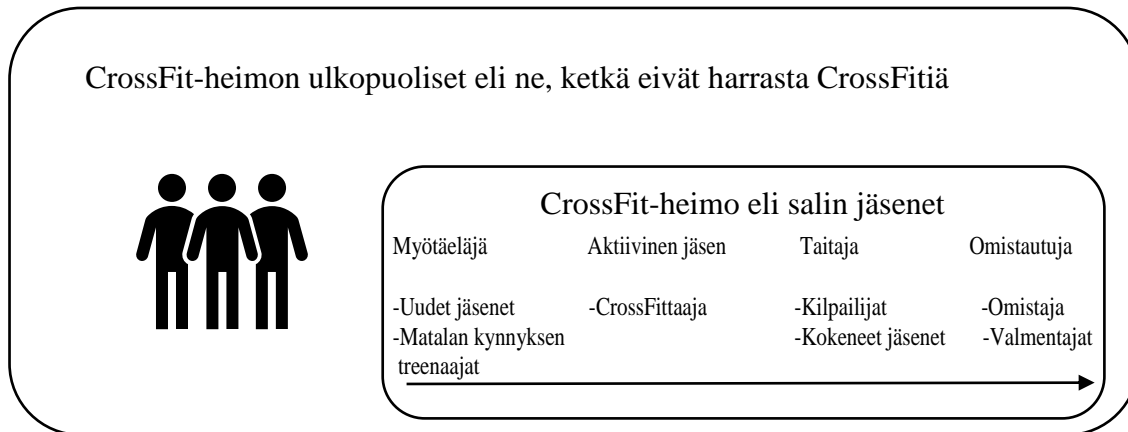 CrossFit-heimon ulkopuoliset eli ne, ketkä eivät harrasta CrossFitiä
CrossFit-heimo eli salin jäsenet
Myötäeläjä Aktiivinen jäsen Taitaja Omistautuja
-Uudet jäsenet -CrossFittaaja -Kilpailijat -Omistaja
-Matalan kynnyksen -Kokeneet jäsenet -Valmentajat
treenaajat